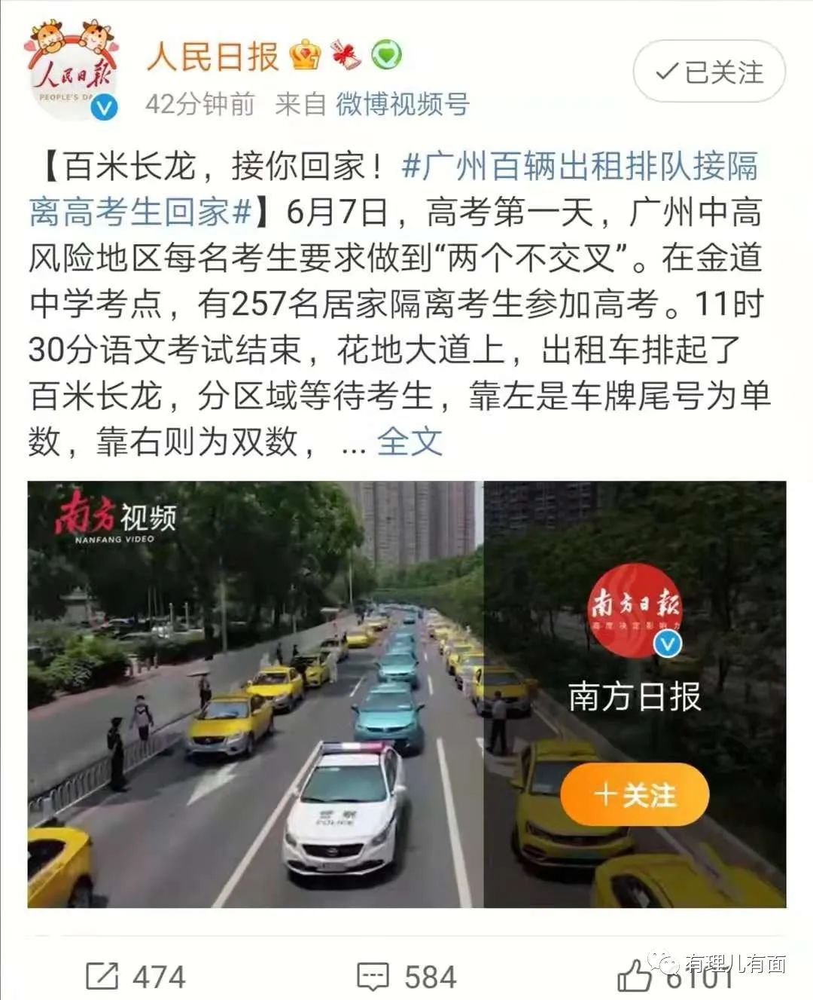 人民日报
PEOPLE'S DA
人民日报
42分钟前 来自 微博视频号
已关注
【百米长龙，接你回家！#广州百辆出租排队接隔
离高考生回家#】6月7日，高考第一天，广州中高
风险地区每名考生要求做到“两个不交叉”。在金道
中学考点，有257名居家隔离考生参加高考。11时
30分语文考试结束，花地大道上，出租车排起了
百米长龙，分区域等待考生，靠左是车牌尾号为单
数，靠右则为双数，... 全文
南方视频
NANFANG VIDEO
南方日报
高度决定影响力
南方日报
+关注
警察
POLICE
474
584
6101
有理儿有面